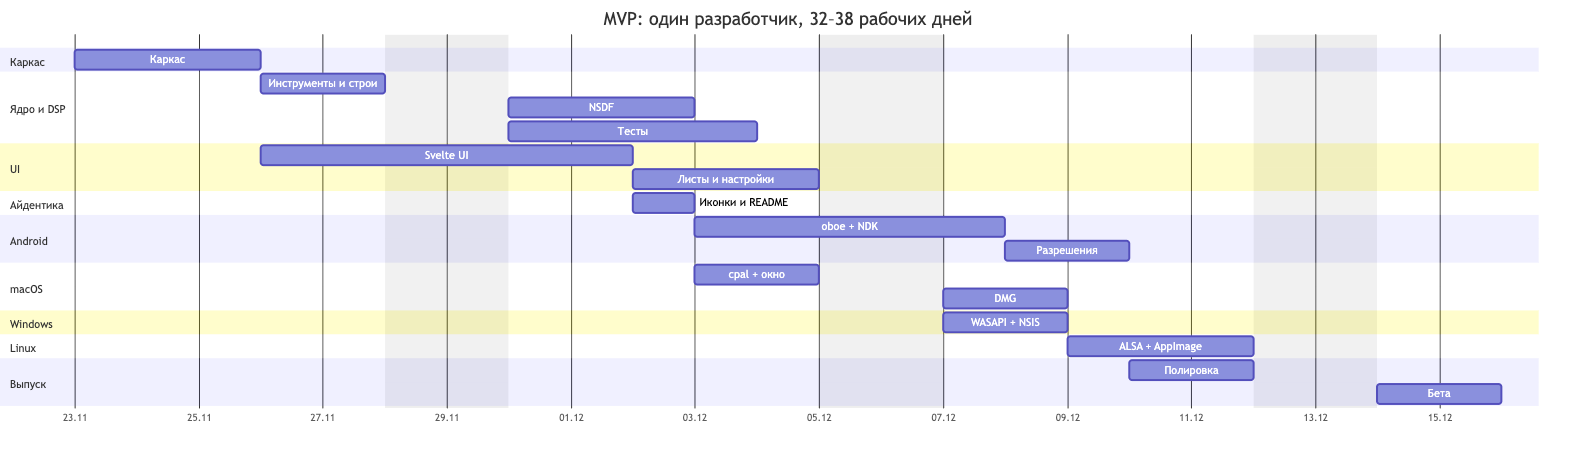 MVP: один разработчик, 32–38 рабочих дней
Каркас
Каркас
Ядро и DSP
Инструменты и строи
NSDF
Тесты
UI
Svelte UI
Листы и настройки
Айдентика
Иконки и README
Android
oboe + NDK
Разрешения
macOS
cpal + окно
DMG
Windows
WASAPI + NSIS
Linux
ALSA + AppImage
Выпуск
Полировка
Бета
23.11 25.11 27.11 29.11 01.12 03.12 05.12 07.12 09.12 11.12 13.12 15.12